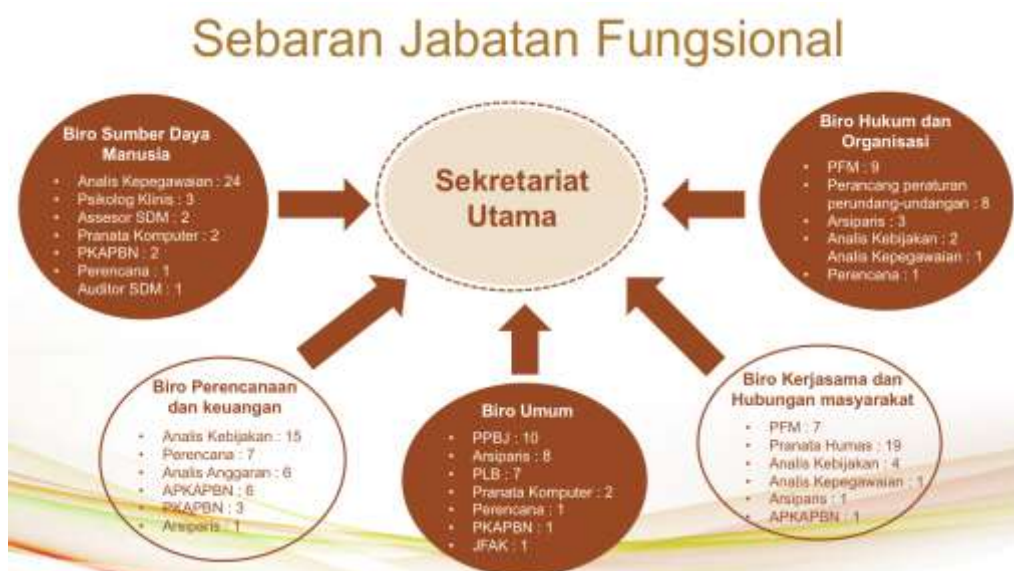 Sebaran Jabatan Fungsional
Biro Sumber Daya
Manusia
• Analis Kepegawaian : 24
• Psikolog Klinis : 3
• Assesor SDM : 2
• Pranata Komputer : 2
• PKAPBN : 2
• Perencana : 1
Auditor SDM : 1
Sekretariat
Utama
Biro Hukum dan
Organisasi
• PFM : 9
• Perancang peraturan
perundang-undangan : 8
• Arsiparis : 3
• Analis Kebijakan : 2
Analis Kepegawaian : 1
• Perencana : 1
Biro Perencanaan
dan keuangan
• Analis Kebijakan : 15
• Perencana : 7
• Analis Anggaran : 6
• APKAPBN : 6
• PKAPBN : 3
• Arsiparis : 1
Biro Umum
• PPBJ : 10
• Arsiparis : 8
• PLB : 7
• Pranata Komputer : 2
• Perencana : 1
• PKAPBN : 1
• JFAK : 1
Biro Kerjasama dan
Hubungan masyarakat
• PFM : 7
• Pranata Humas : 19
• Analis Kebijakan : 4
• Analis Kepegawaian : 1
• Arsiparis : 1
• APKAPBN : 1